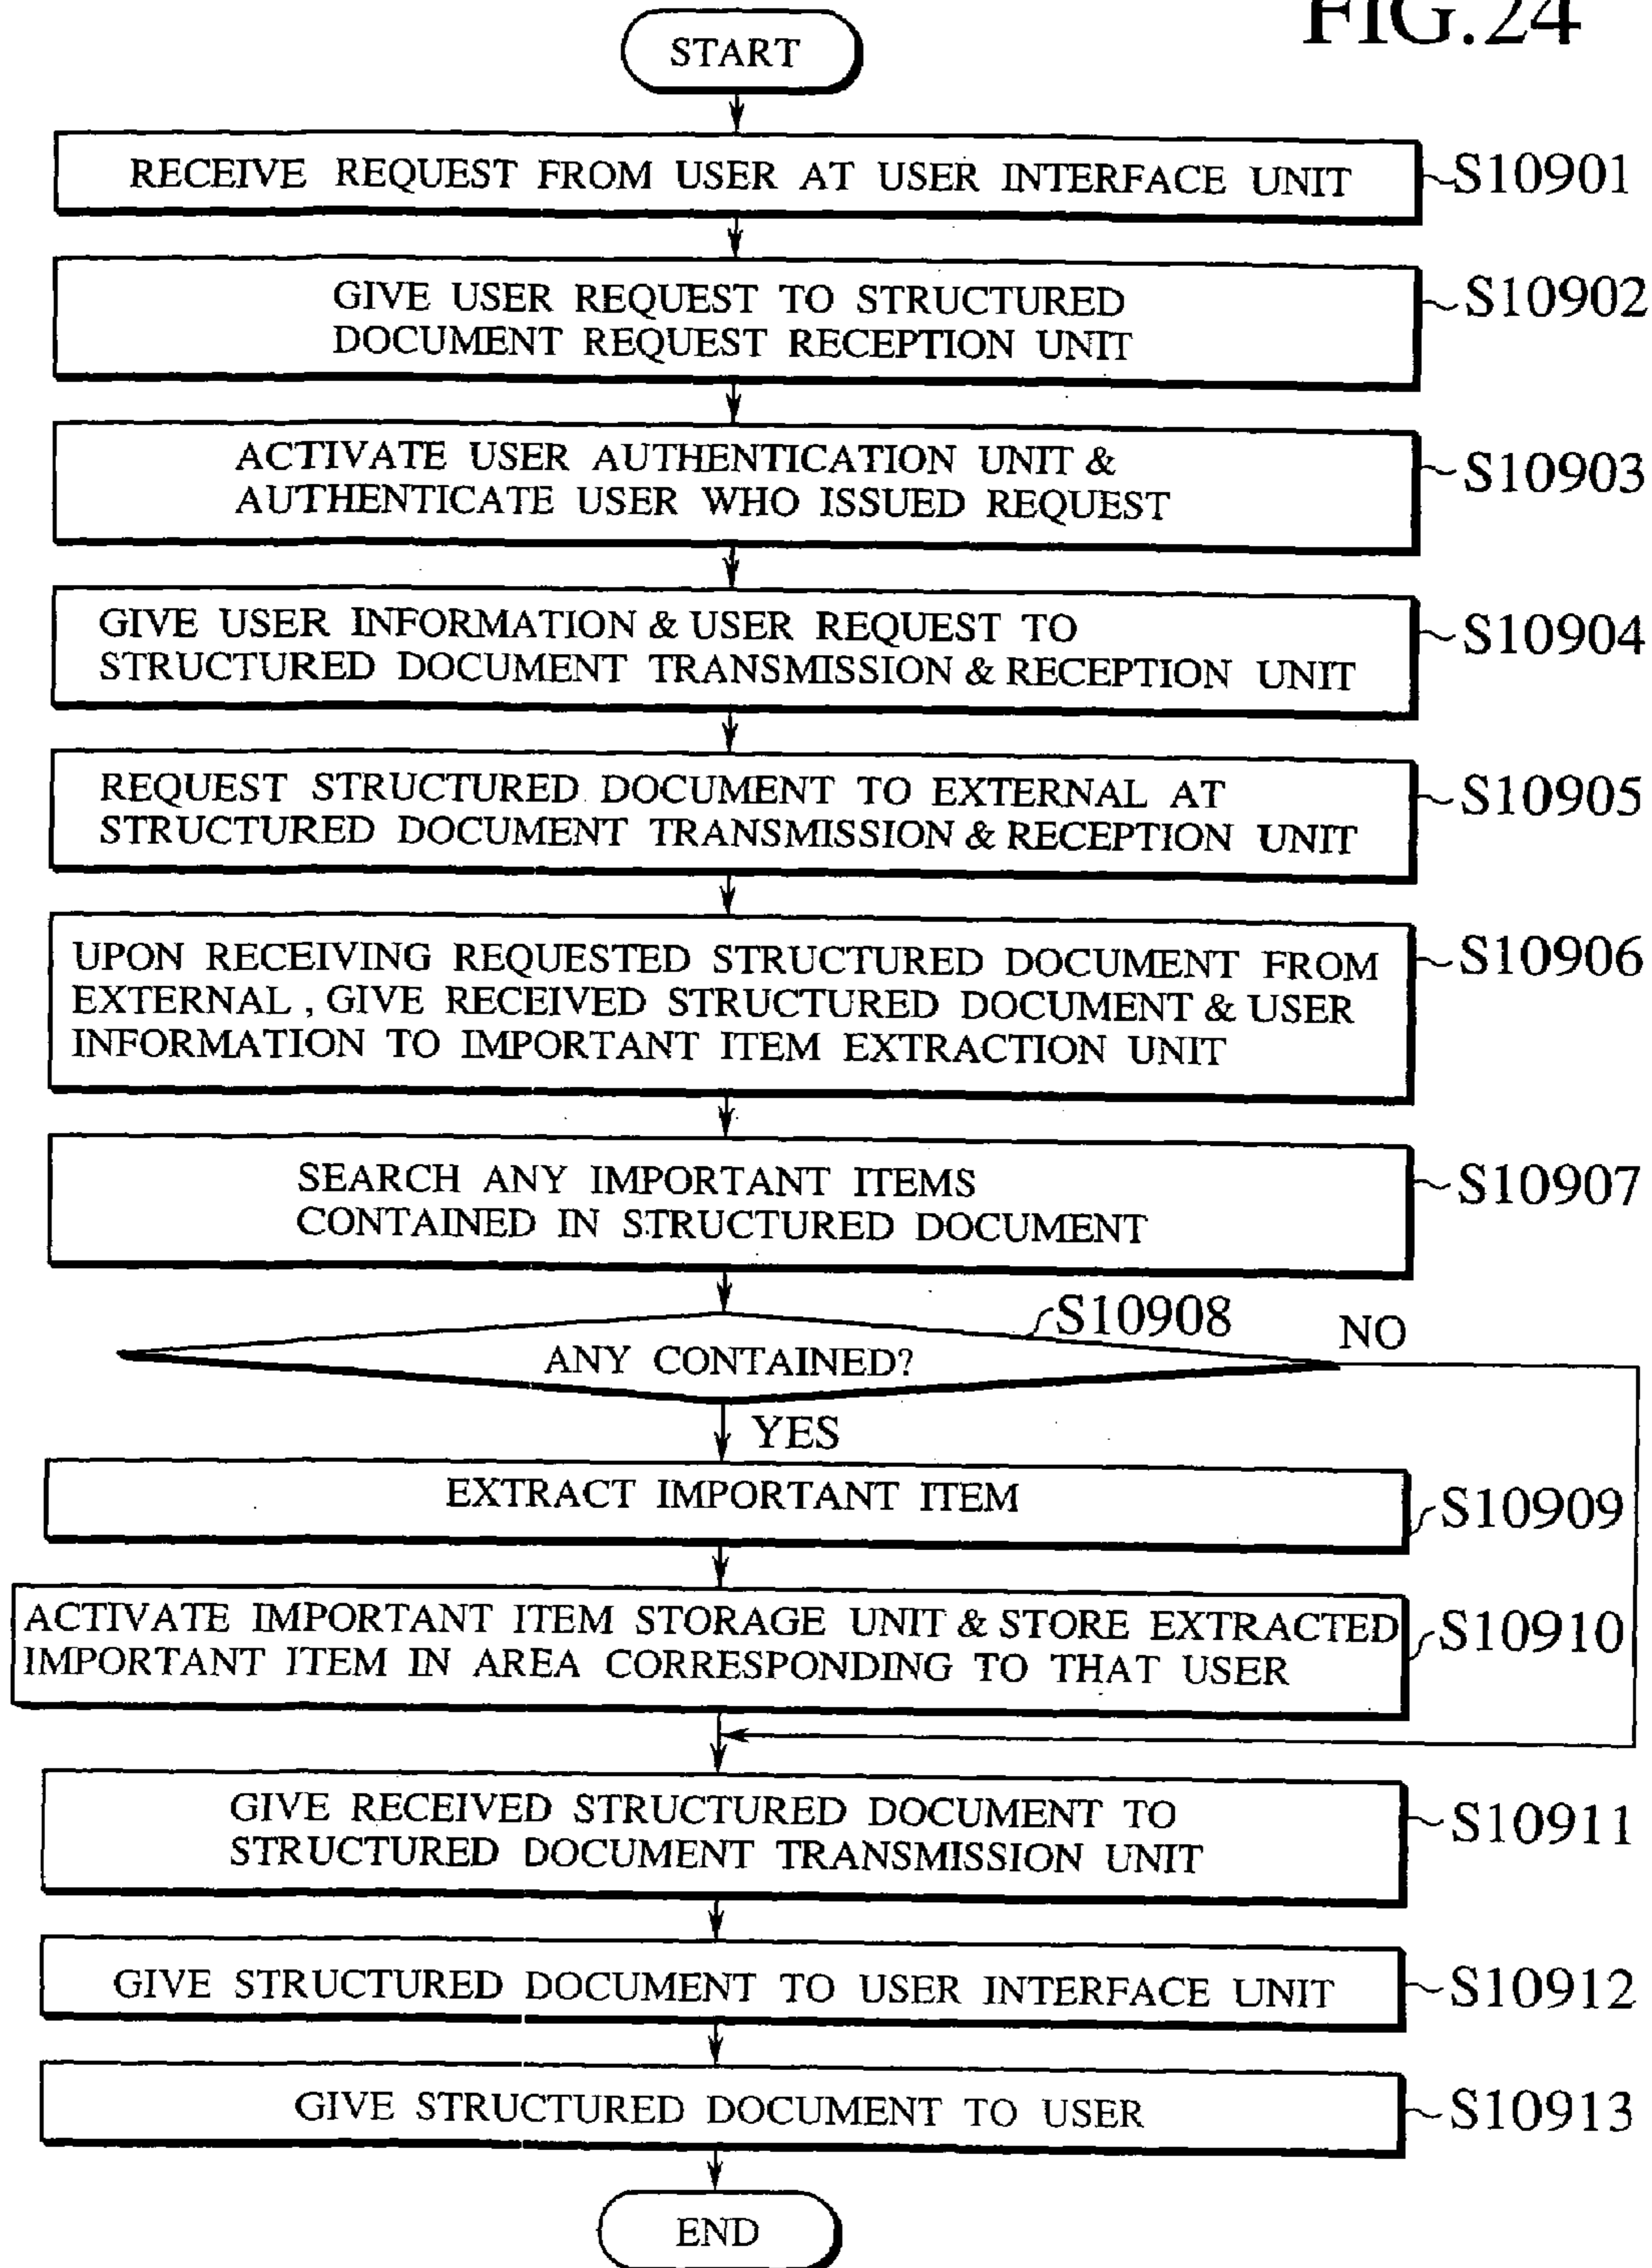 FIG.24
START
RECEIVE REQUEST FROM USER AT USER INTERFACE UNIT
S10901
GIVE USER REQUEST TO STRUCTURED
DOCUMENT REQUEST RECEPTION UNIT
S10902
ACTIVATE USER AUTHENTICATION UNIT &
AUTHENTICATE USER WHO ISSUED REQUEST
S10903
GIVE USER INFORMATION & USER REQUEST TO
STRUCTURED DOCUMENT TRANSMISSION & RECEPTION UNIT
S10904
REQUEST STRUCTURED DOCUMENT TO EXTERNAL AT
STRUCTURED DOCUMENT TRANSMISSION & RECEPTION UNIT
S10905
UPON RECEIVING REQUESTED STRUCTURED DOCUMENT FROM
EXTERNAL , GIVE RECEIVED STRUCTURED DOCUMENT & USER
INFORMATION TO IMPORTANT ITEM EXTRACTION UNIT
S10906
SEARCH ANY IMPORTANT ITEMS
CONTAINED IN STRUCTURED DOCUMENT
S10907
S10908
NO
ANY CONTAINED?
YES
EXTRACT IMPORTANT ITEM
S10909
ACTIVATE IMPORTANT ITEM STORAGE UNIT & STORE EXTRACTED
IMPORTANT ITEM IN AREA CORRESPONDING TO THAT USER
S10910
GIVE RECEIVED STRUCTURED DOCUMENT TO
STRUCTURED DOCUMENT TRANSMISSION UNIT
S10911
GIVE STRUCTURED DOCUMENT TO USER INTERFACE UNIT
S10912
GIVE STRUCTURED DOCUMENT TO USER
S10913
END